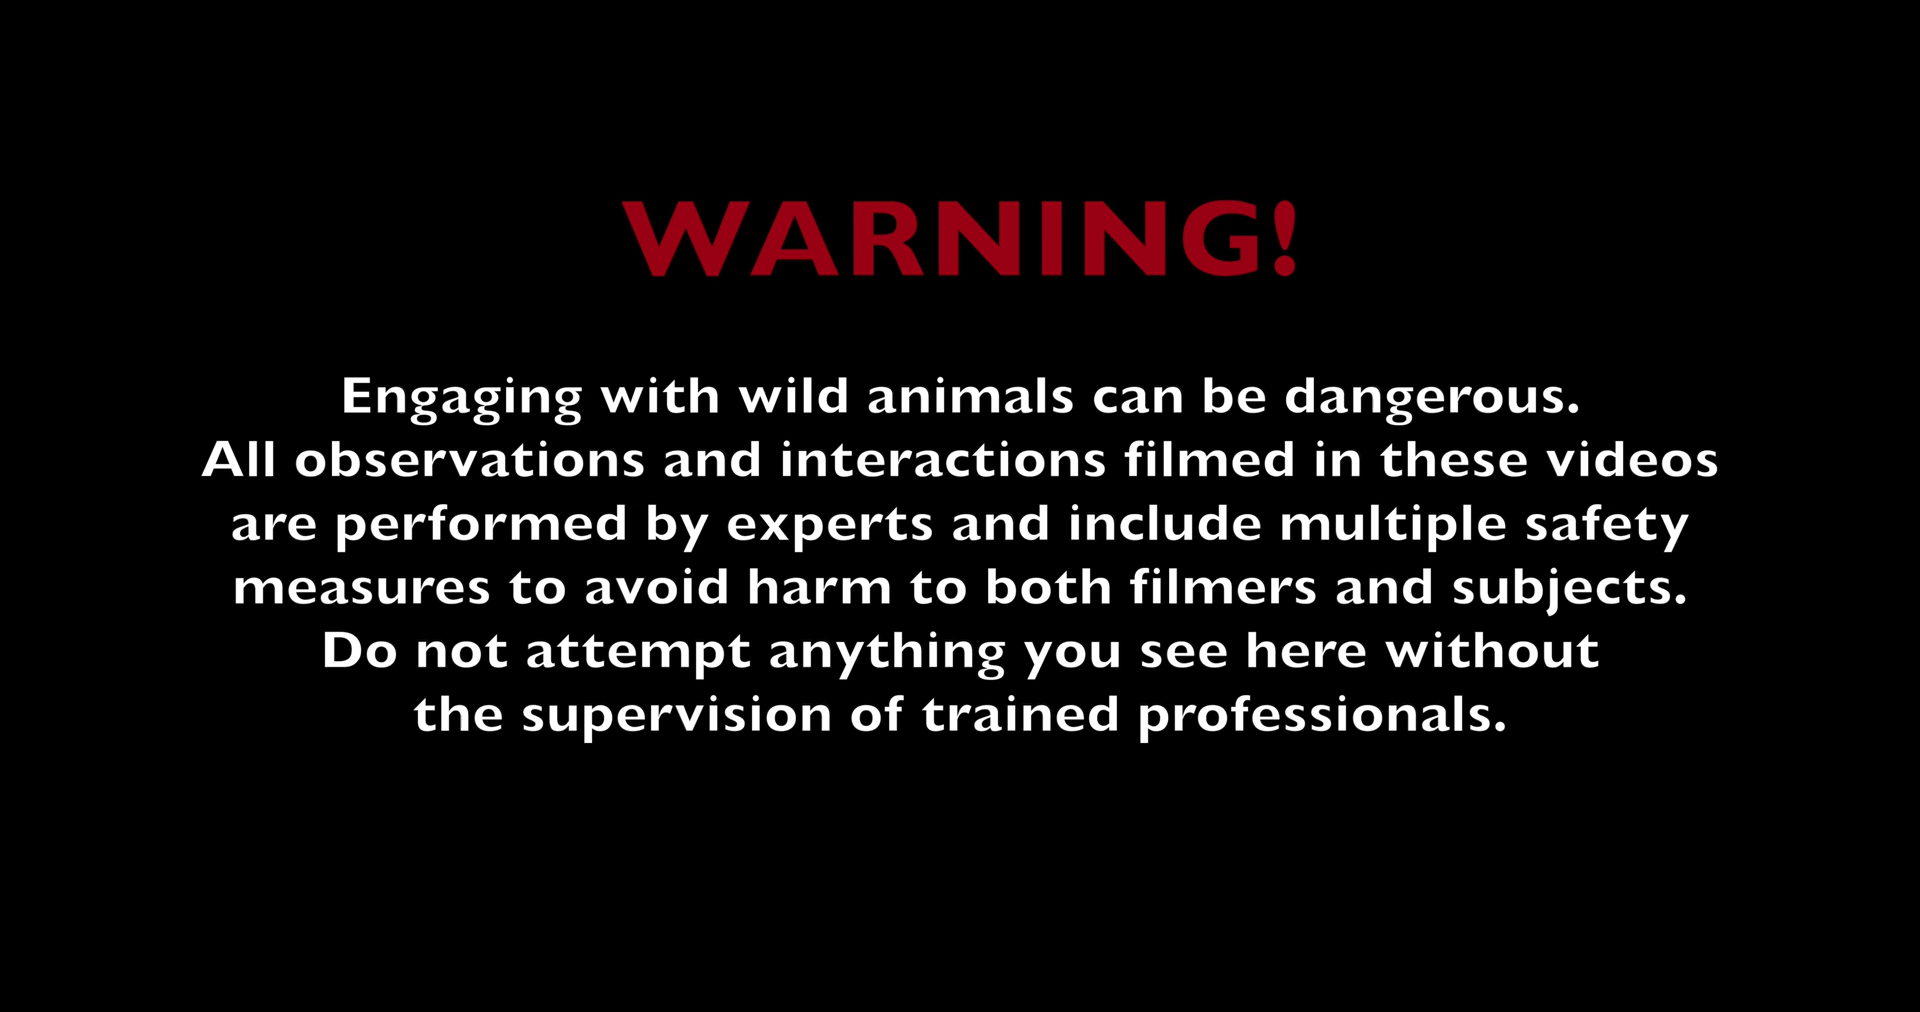 WARNING!
Engaging with wild animals can be dangerous.
All observations and interactions filmed in these videos
are performed by experts and include multiple safety
measures to avoid harm to both filmers and subjects.
Do not attempt anything you see here without
the supervision of trained professionals.